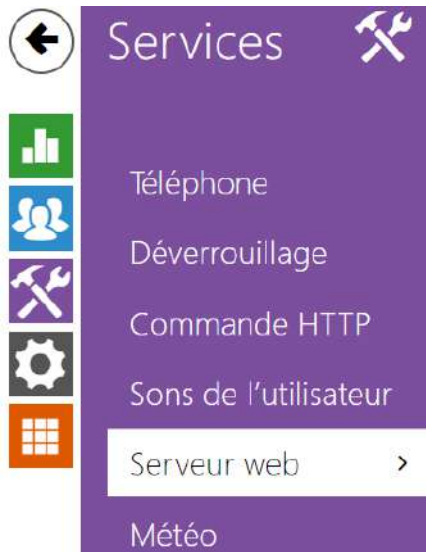 Services
Téléphone
Déverrouillage
Commande HTTP
Sons de l'utilisateur
Serveur web
Météo